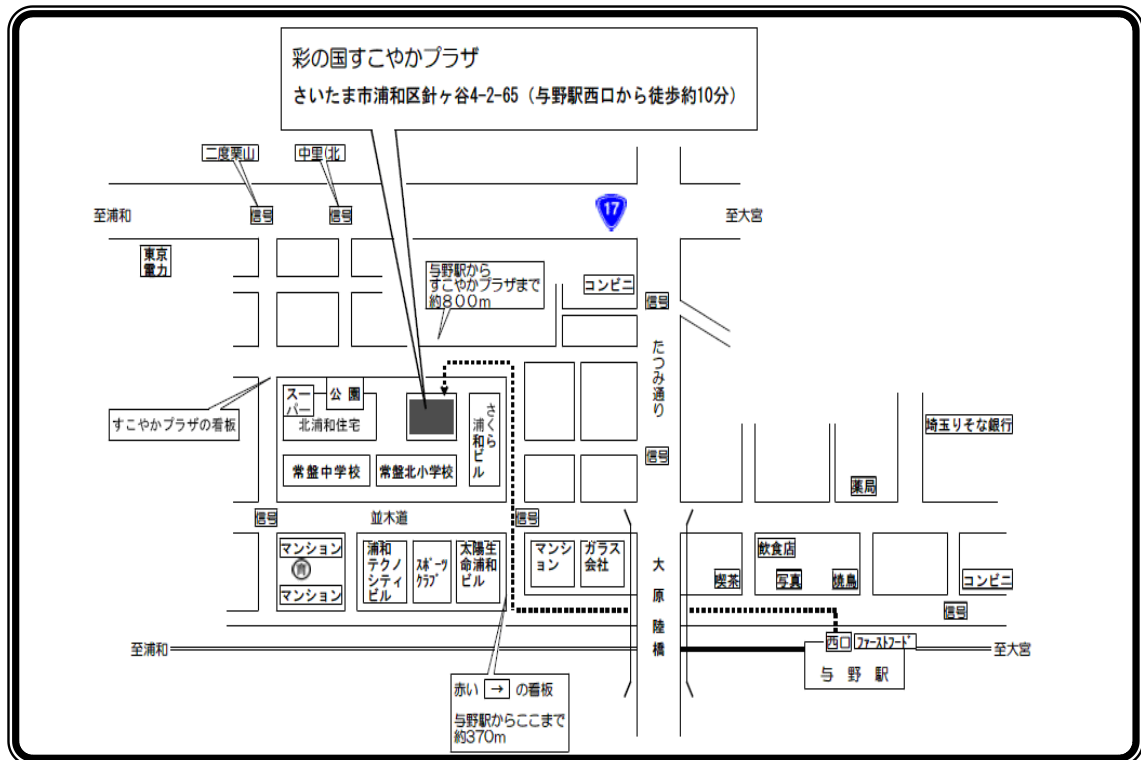 彩の国すこやかプラザ
さいたま市浦和区針ヶ谷4-2-65（与野駅西口から徒歩約10分）
二度栗山
中里(北
至浦和
信号
信号
17
至大宮
東京
電力
与野駅から
すこやかプラザまで
約800m
コンビニ
信号
たつみ通り
すこやかプラザの看板
スー
パー
公園
北浦和住宅
さくら
浦和ビル
埼玉りそな銀行
常盤中学校
常盤北小学校
信号
薬局
信号
並木道
信号
マンション
マンション
浦和
テクノ
シティ
ビル
スポーツ
クラブ
太陽生
命浦和
ビル
マンシ
ョン
ガラス
会社
大原陸橋
飲食店
喫茶
写真
焼鳥
コンビニ
信号
至浦和
西口
ファーストフード
至大宮
与野駅
赤い → の看板
与野駅からここまで
約370m